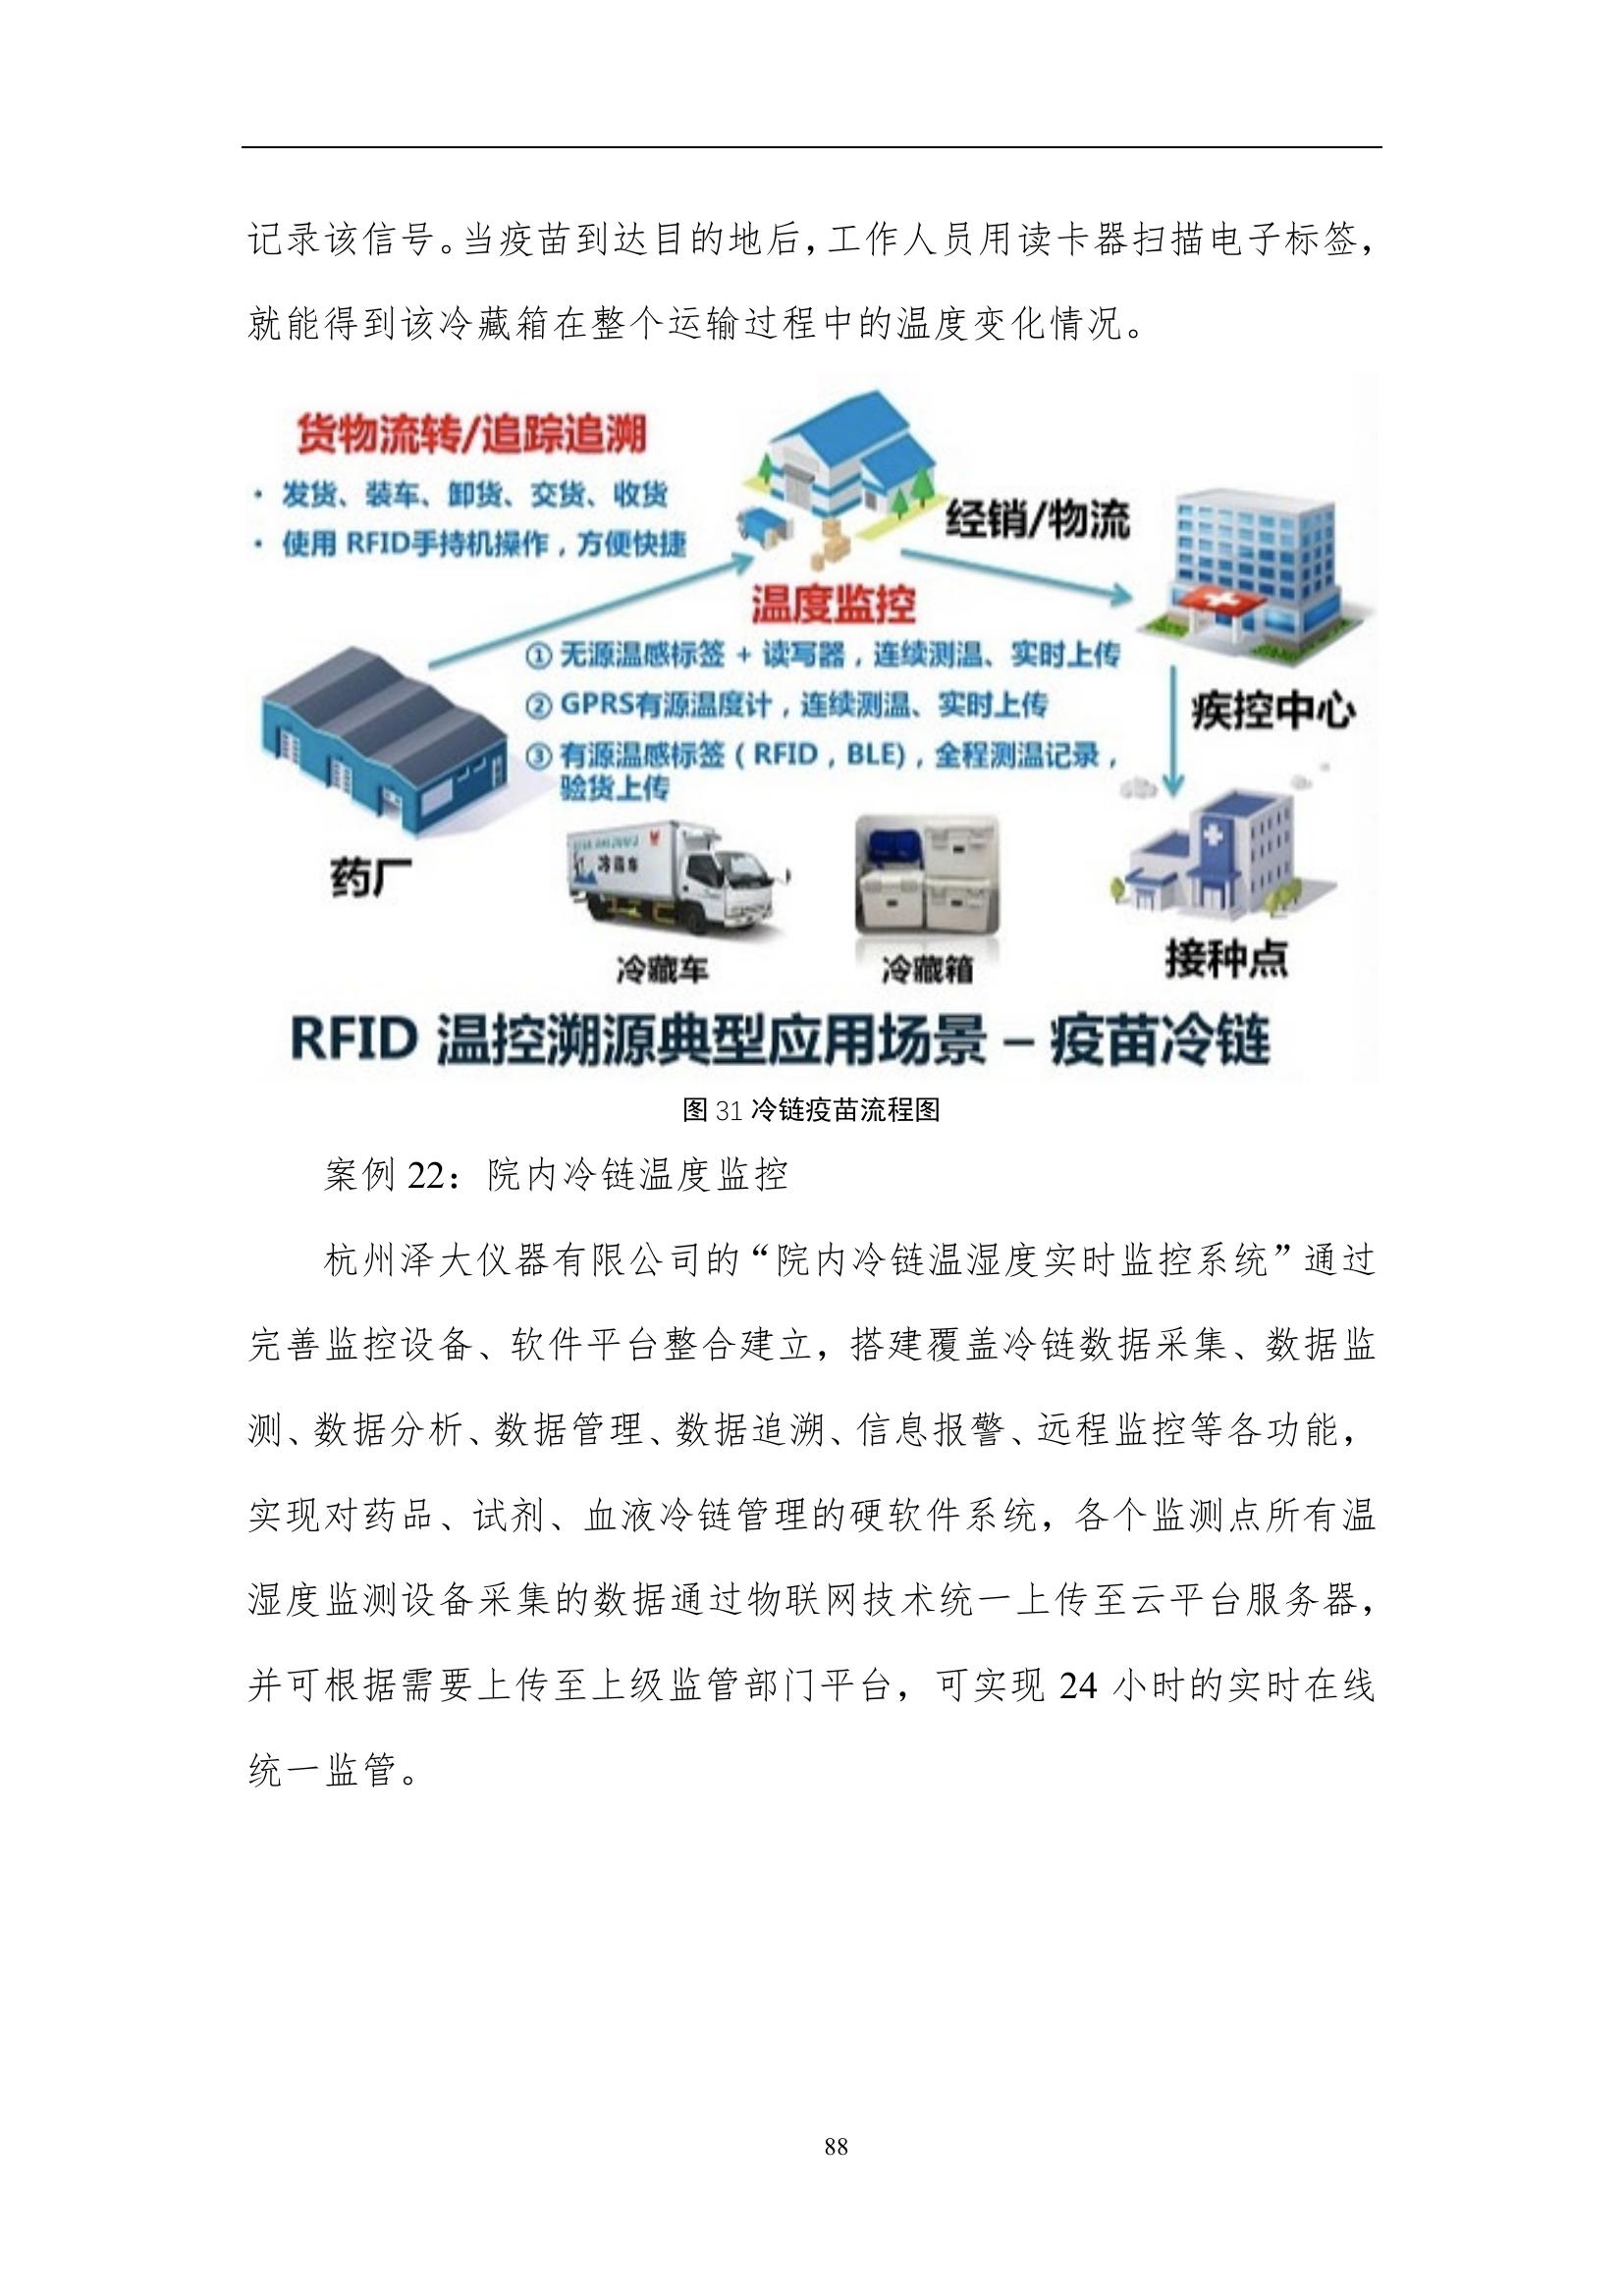 记录该信号。当疫苗到达目的地后，工作人员用读卡器扫描电子标签，
就能得到该冷藏箱在整个运输过程中的温度变化情况。
货物流转/追踪追溯
• 发货、装车、卸货、交货、收货
• 使用 RFID手持机操作，方便快捷
经销/物流
温度监控
① 无源温感标签 + 读写器，连续测温、实时上传
② GPRS有源温度计，连续测温、实时上传
③ 有源温感标签（RFID，BLE)，全程测温记录，
验货上传
疾控中心
药厂
冷藏车
冷藏车
冷藏箱
接种点
RFID 温控溯源典型应用场景 – 疫苗冷链
图 31 冷链疫苗流程图
案例 22：院内冷链温度监控
杭州泽大仪器有限公司的“院内冷链温湿度实时监控系统”通过
完善监控设备、软件平台整合建立，搭建覆盖冷链数据采集、数据监
测、数据分析、数据管理、数据追溯、信息报警、远程监控等各功能，
实现对药品、试剂、血液冷链管理的硬软件系统，各个监测点所有温
湿度监测设备采集的数据通过物联网技术统一上传至云平台服务器，
并可根据需要上传至上级监管部门平台，可实现 24 小时的实时在线
统一监管。
88